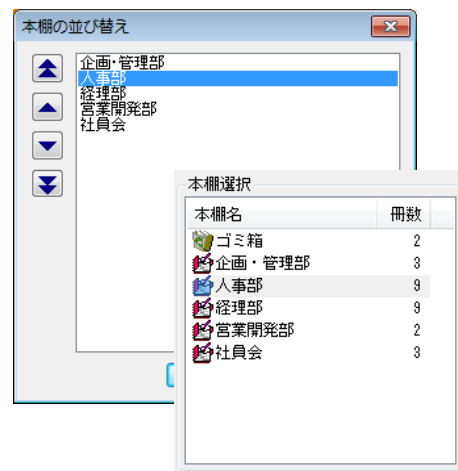 本棚の並び替え
企画・管理部
人事部
経理部
営業開発部
社員会
本棚選択
本棚名 冊数
ゴミ箱 2
企画・管理部 3
人事部 9
経理部 9
営業開発部 2
社員会 3